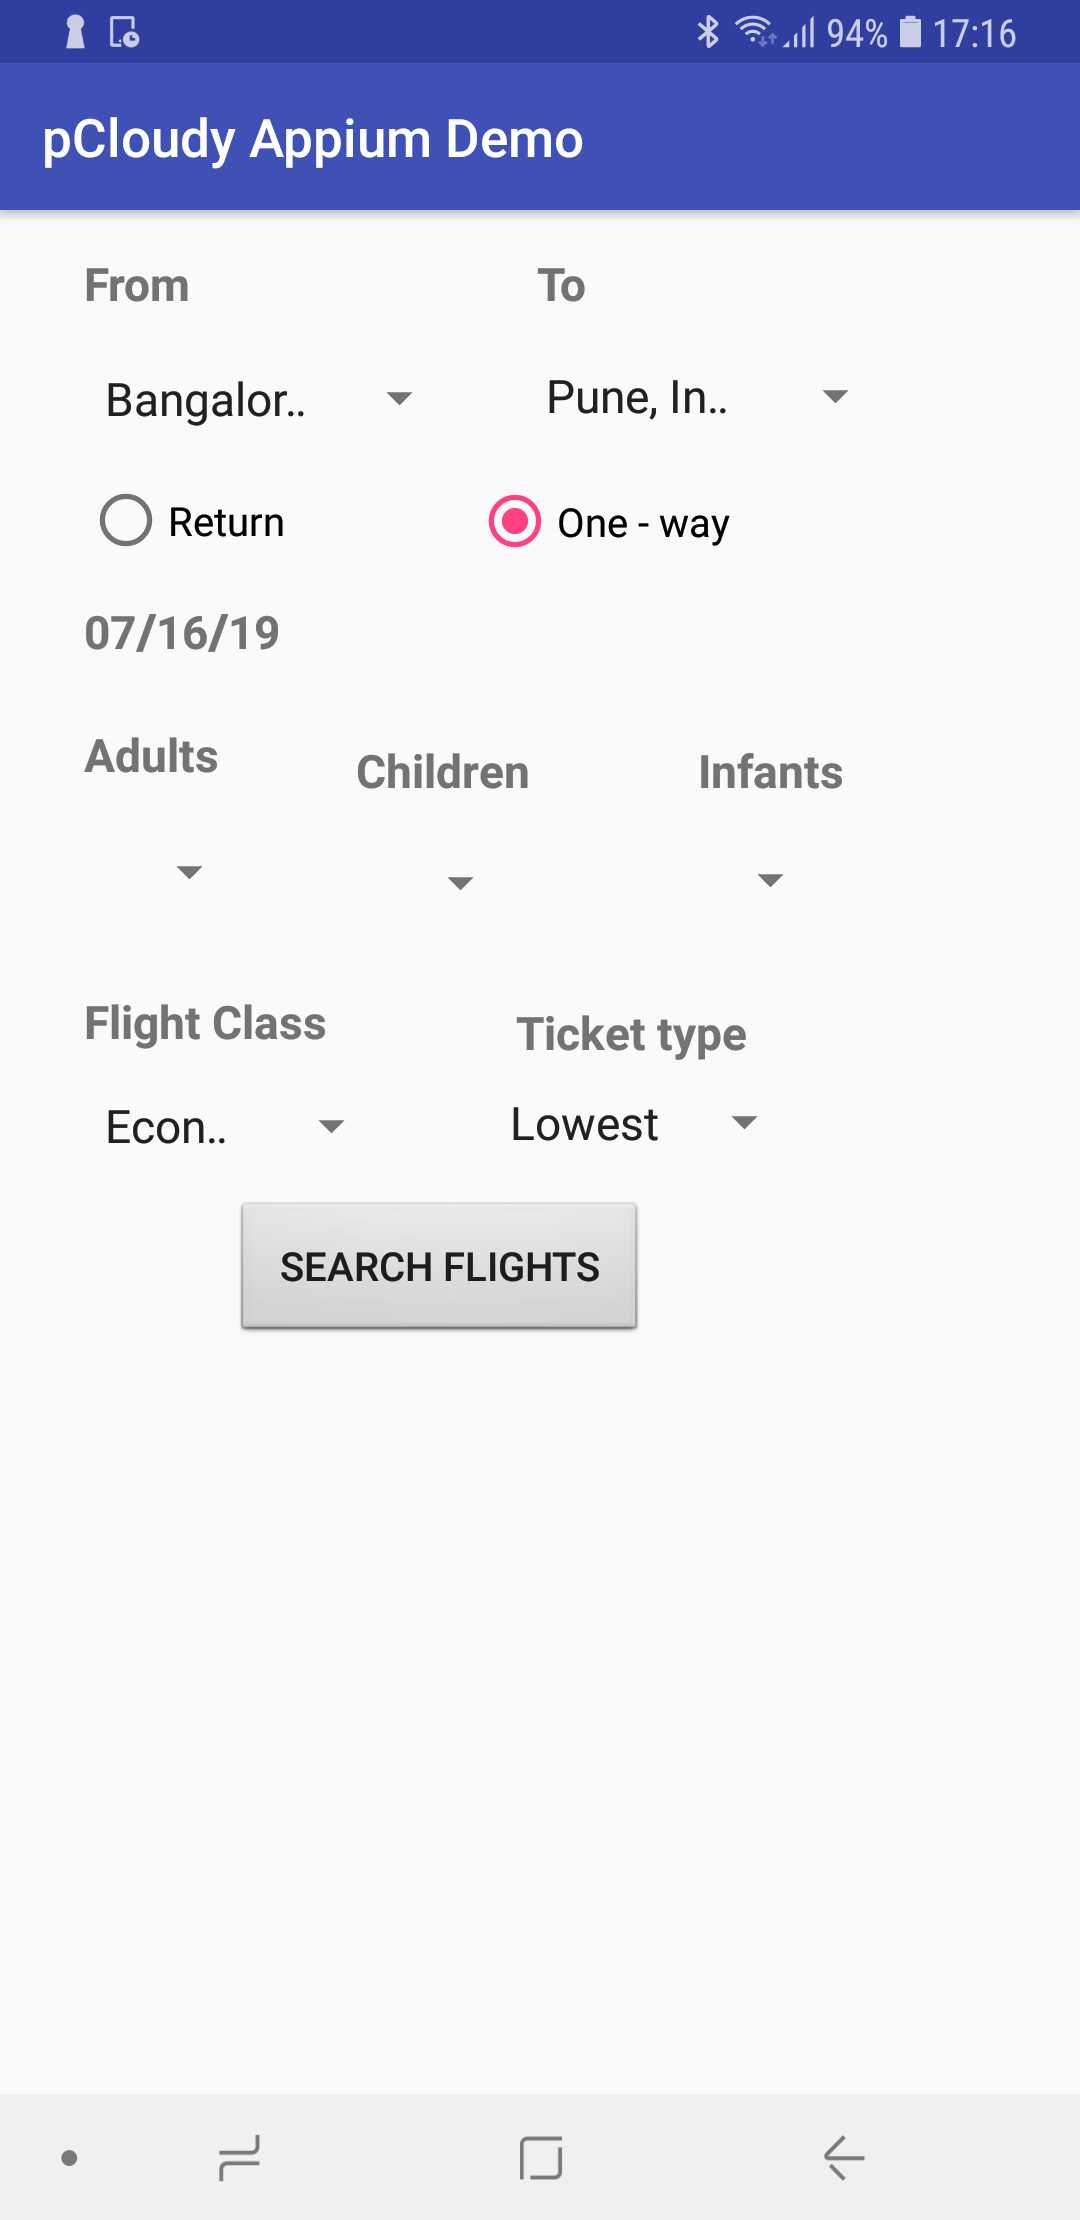 94% 17:16
pCloudy Appium Demo
From To
Bangalor.. Pune, In..
Return One - way
07/16/19
Adults Children Infants
Flight Class Ticket type
Econ.. Lowest
SEARCH FLIGHTS